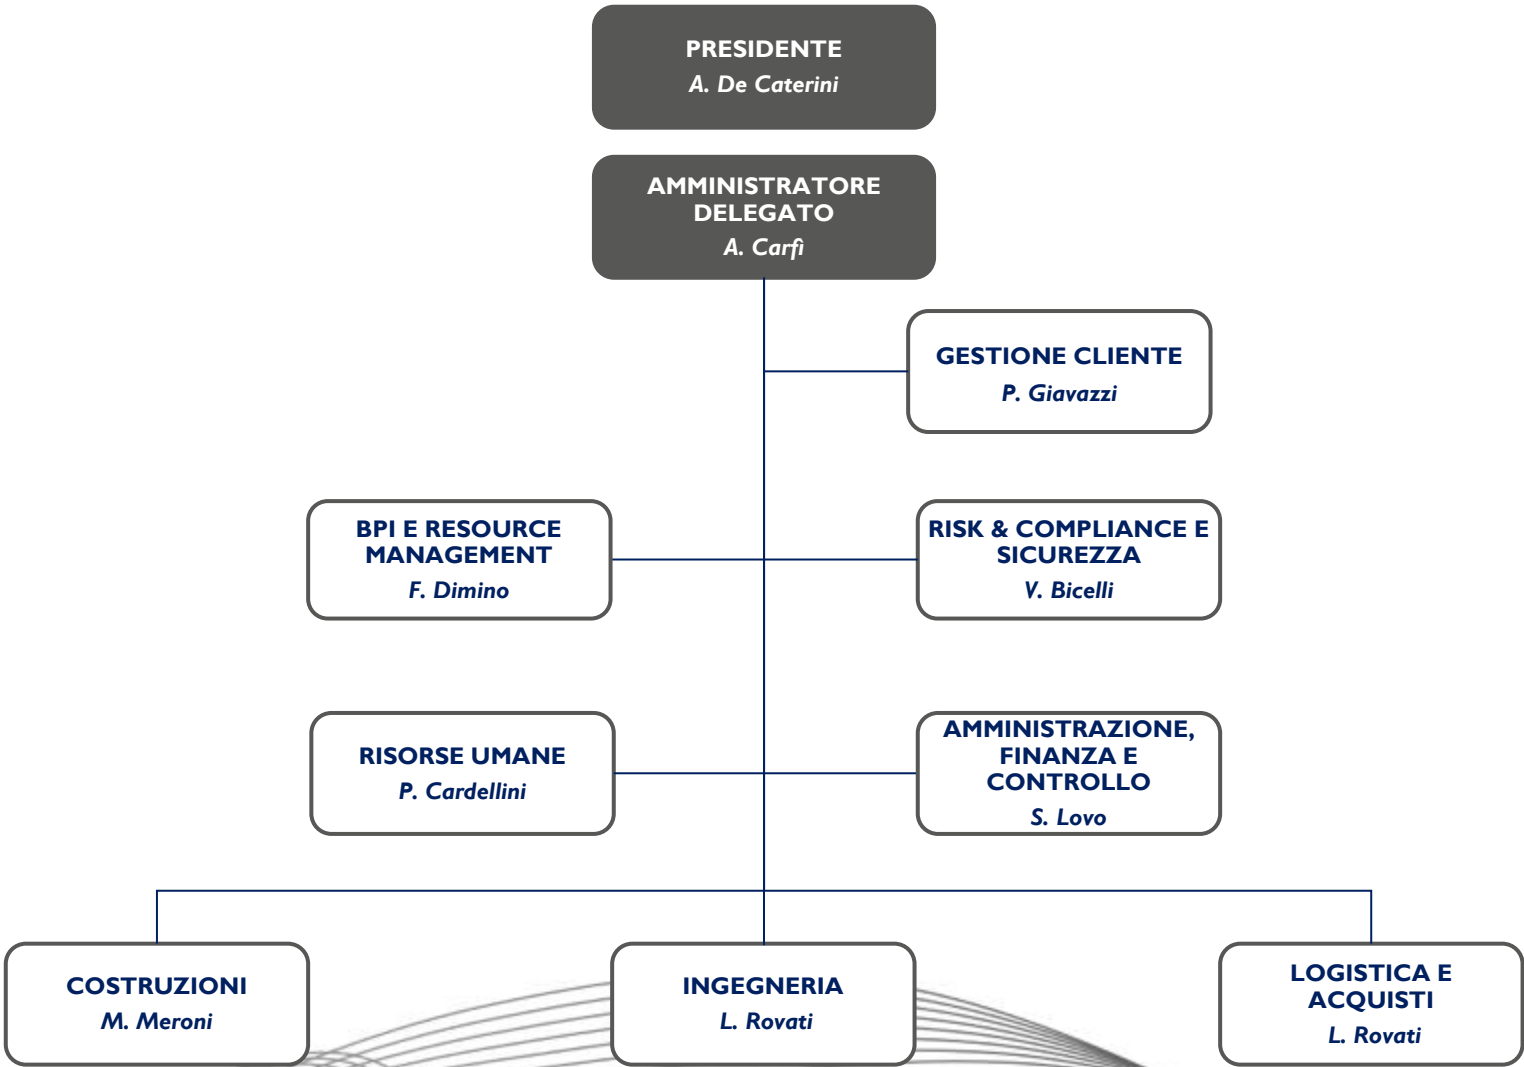 PRESIDENTE
A. De Caterini
AMMINISTRATORE
DELEGATO
A. Carfì
GESTIONE CLIENTE
P. Giavazzi
BPI E RESOURCE
MANAGEMENT
F. Dimino
RISK & COMPLIANCE E
SICUREZZA
V. Bicelli
RISORSE UMANE
P. Cardellini
AMMINISTRAZIONE,
FINANZA E
CONTROLLO
S. Lovo
COSTRUZIONI
M. Meroni
INGEGNERIA
L. Rovati
LOGISTICA E
ACQUISTI
L. Rovati